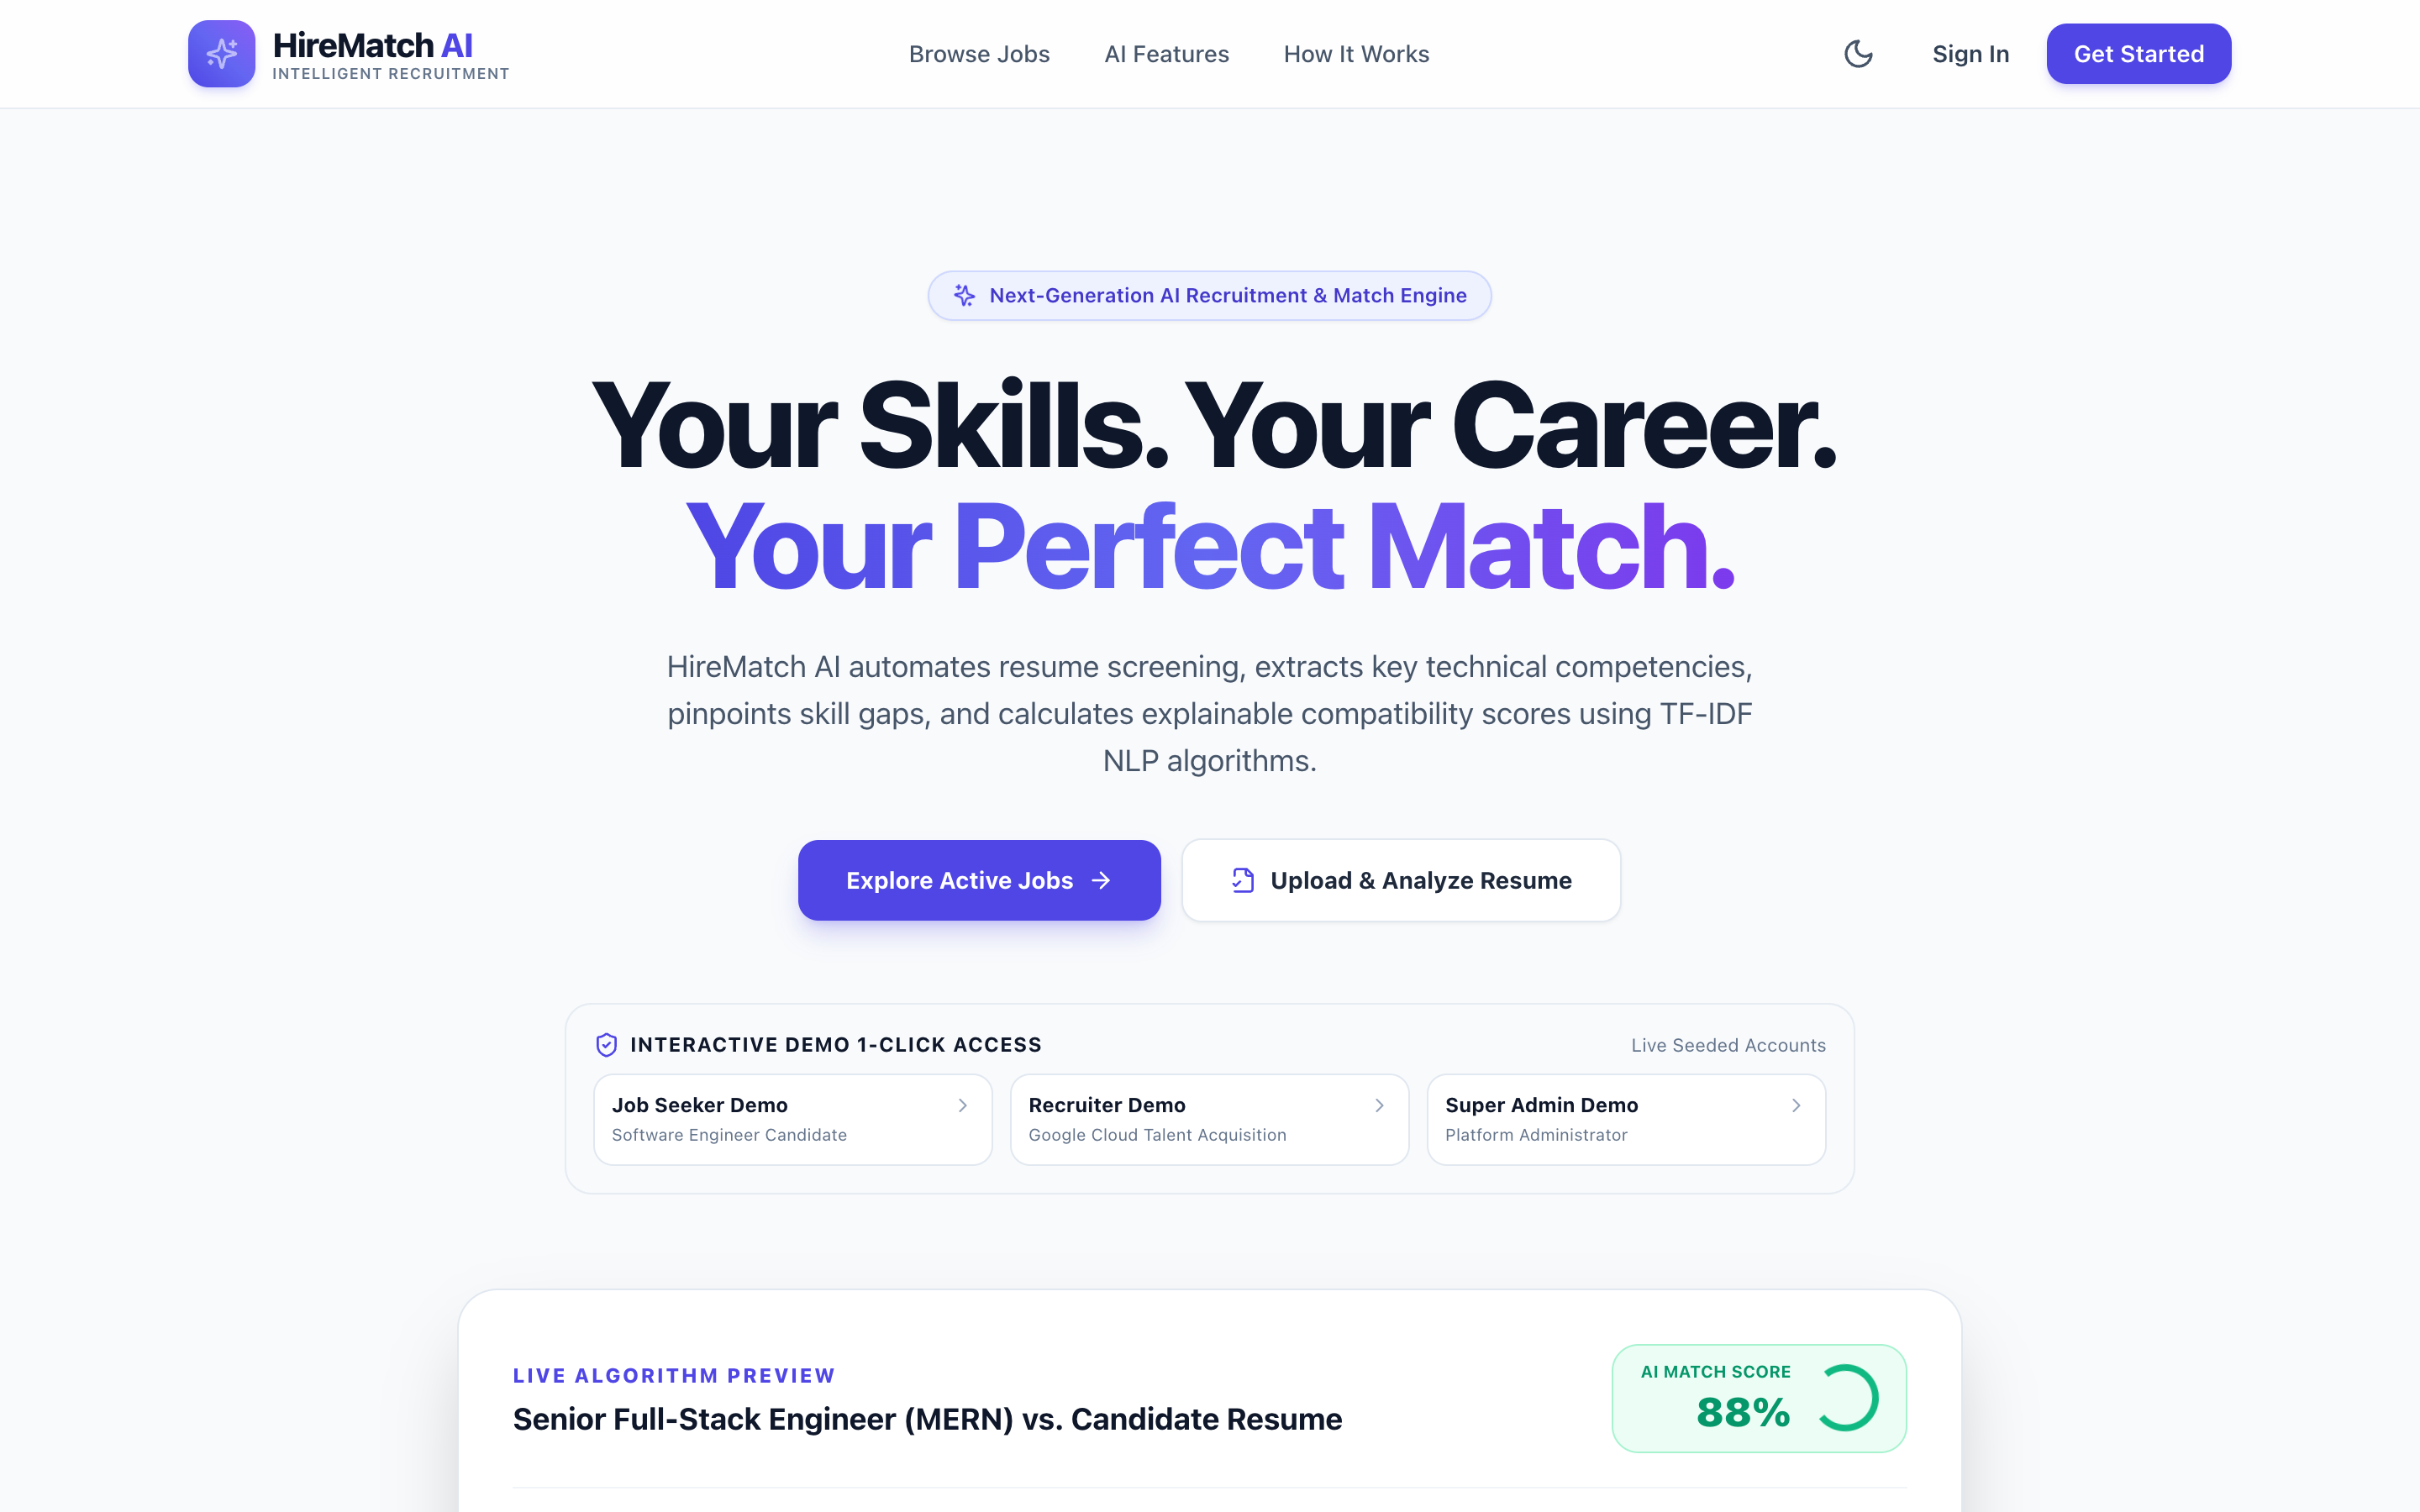 HireMatch AI
INTELLIGENT RECRUITMENT
Browse Jobs
AI Features
How It Works
Sign In
Get Started
Next-Generation AI Recruitment & Match Engine
Your Skills. Your Career.
Your Perfect Match.
HireMatch AI automates resume screening, extracts key technical competencies,
pinpoints skill gaps, and calculates explainable compatibility scores using TF-IDF
NLP algorithms.
Explore Active Jobs
Upload & Analyze Resume
INTERACTIVE DEMO 1-CLICK ACCESS
Live Seeded Accounts
Job Seeker Demo
Software Engineer Candidate
Recruiter Demo
Google Cloud Talent Acquisition
Super Admin Demo
Platform Administrator
LIVE ALGORITHM PREVIEW
Senior Full-Stack Engineer (MERN) vs. Candidate Resume
AI MATCH SCORE
88%